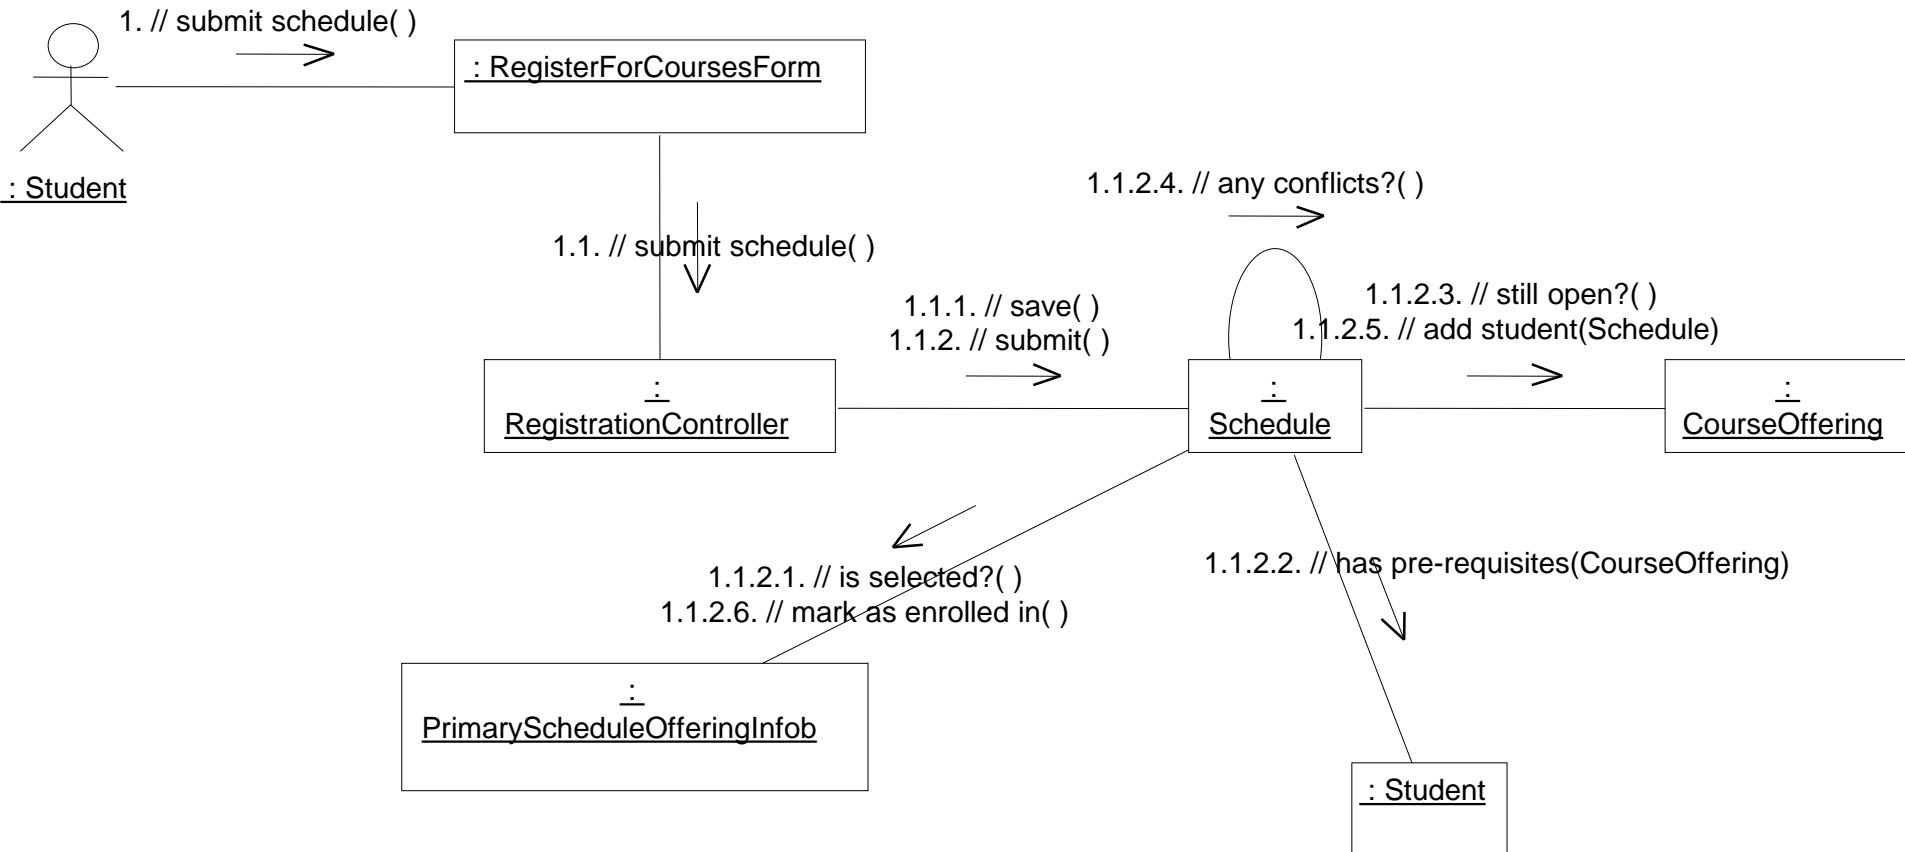 1. // submit schedule( )
: RegisterForCoursesForm
: Student
1.1.2.4. // any conflicts?( )
1.1. // submit schedule( )
1.1.1. // save( )
1.1.2. // submit( )
1.1.2.3. // still open?( )
1.1.2.5. // add student(Schedule)
:
RegistrationController
:
Schedule
:
CourseOffering
1.1.2.1. // is selected?( )
1.1.2.6. // mark as enrolled in( )
1.1.2.2. // has pre-requisites(CourseOffering)
:
PrimaryScheduleOfferingInfob
: Student